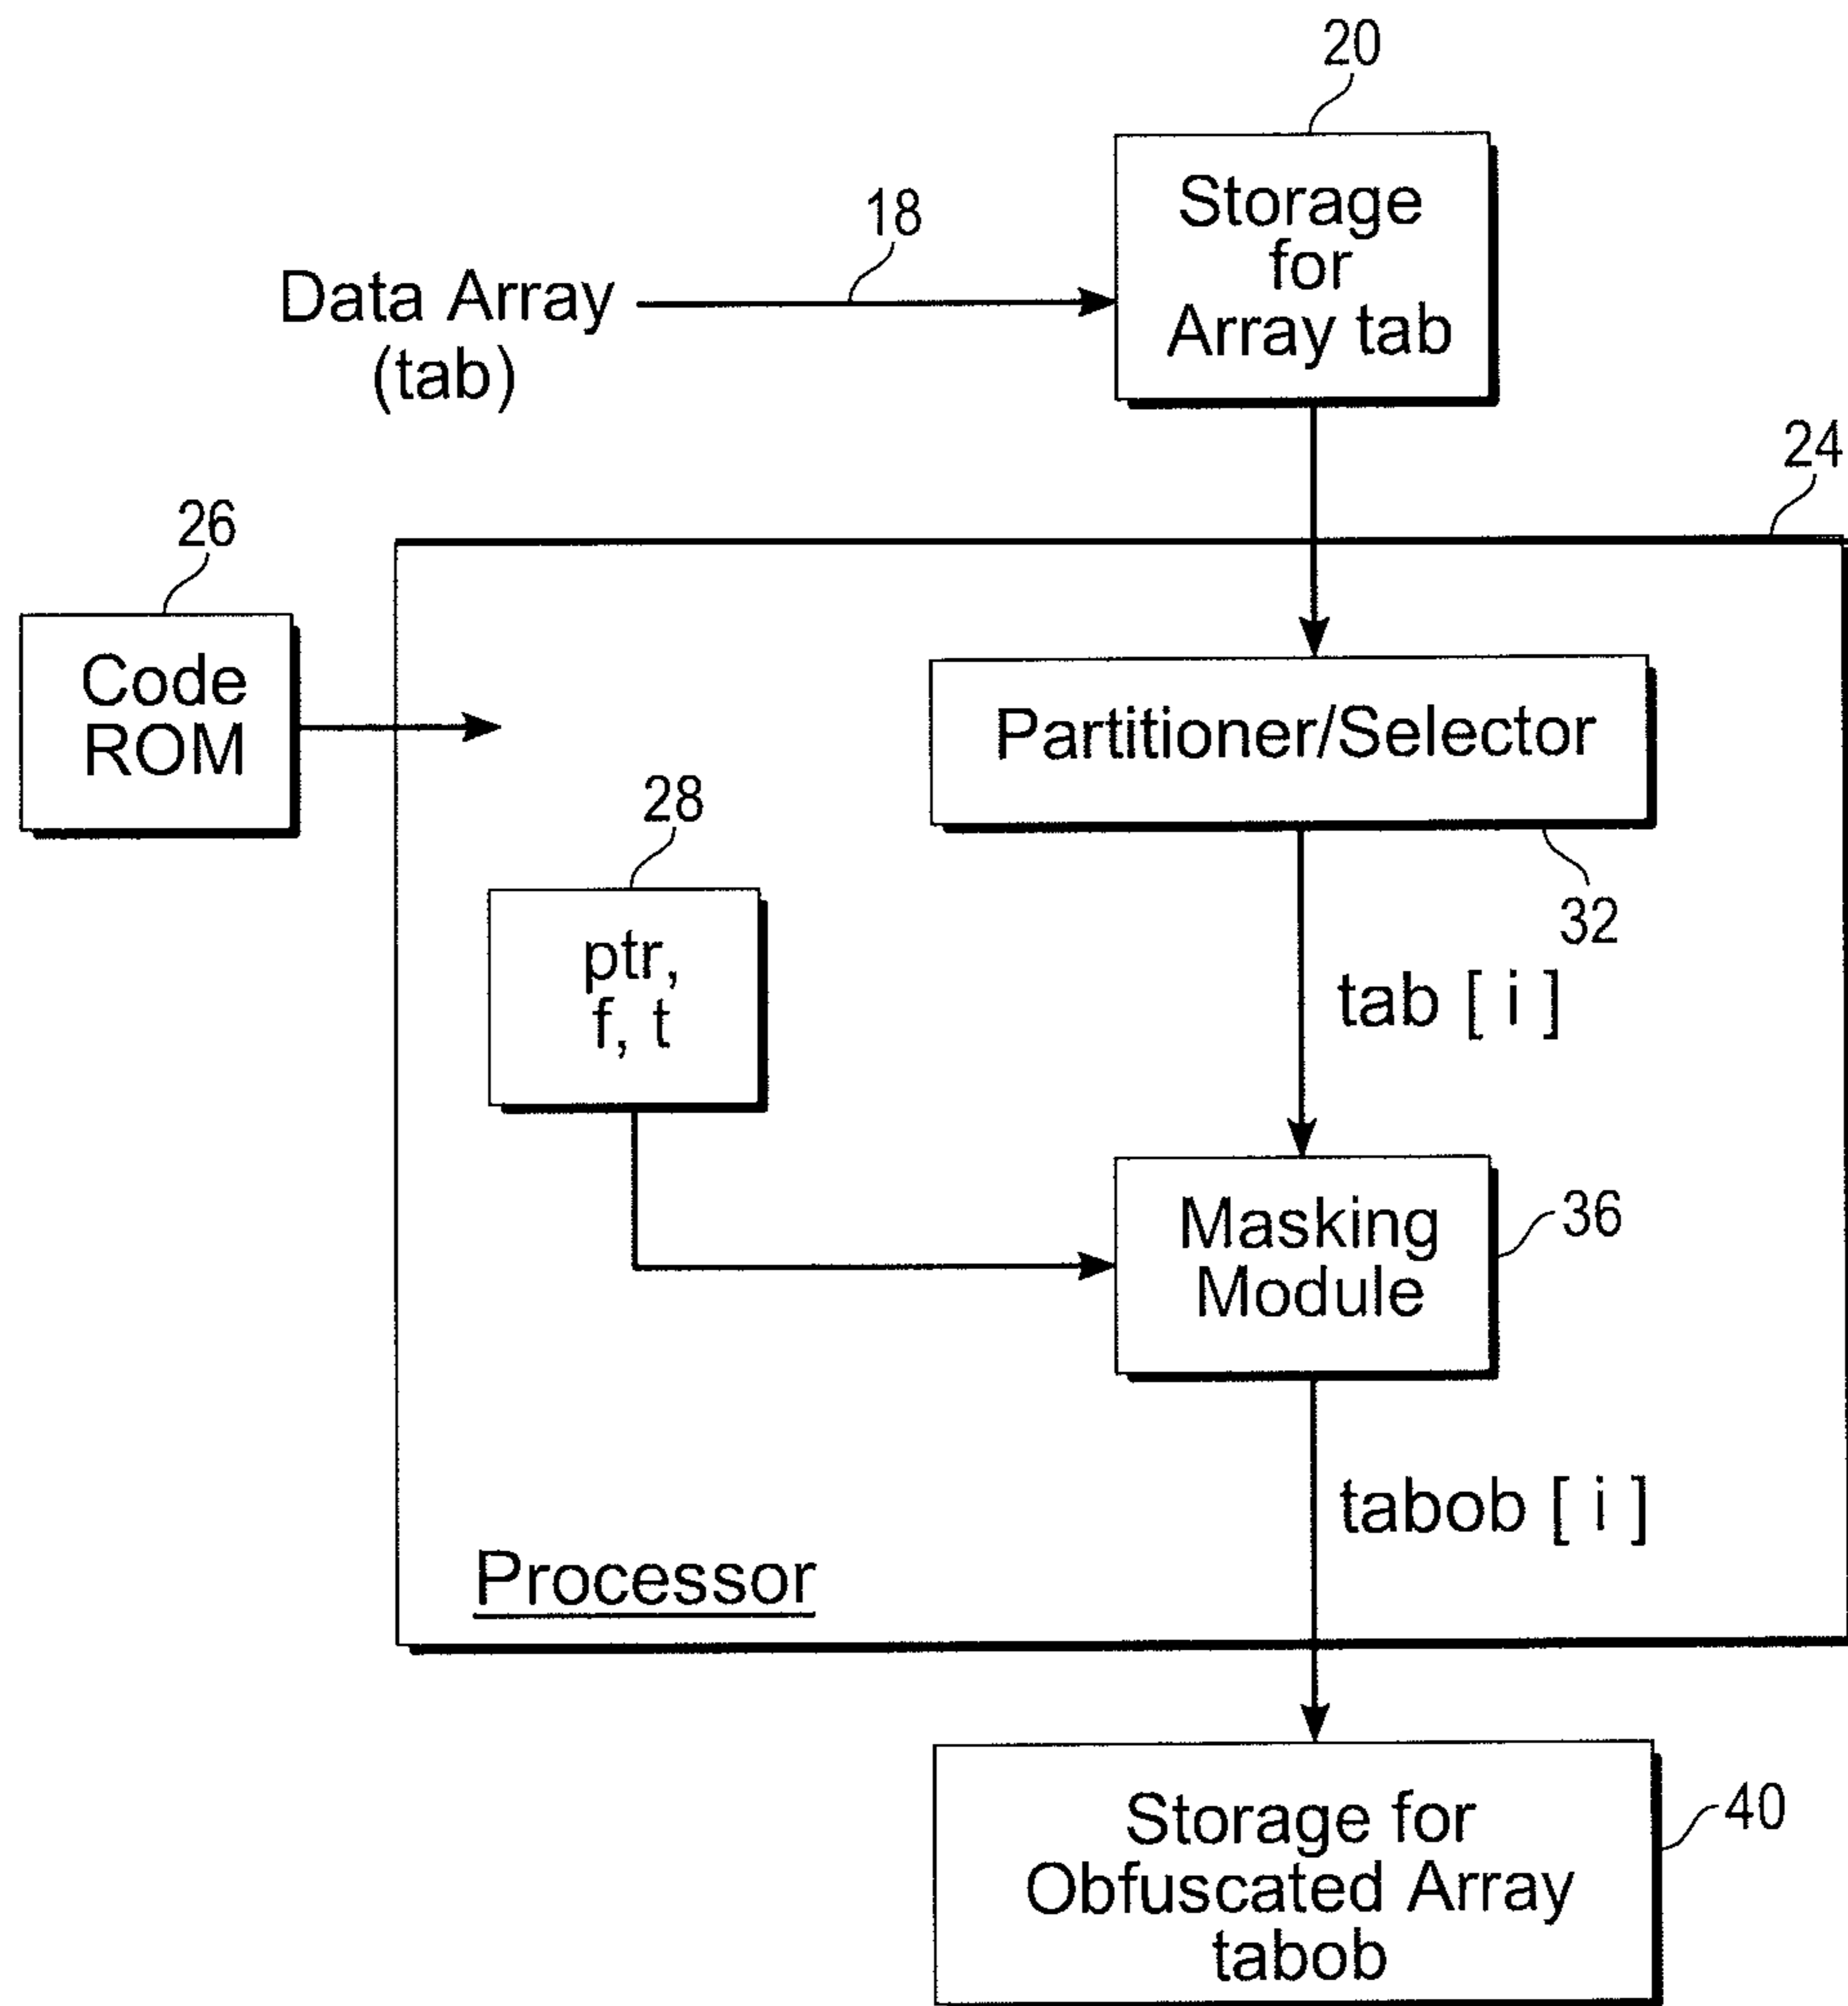 20
Storage
for
Array tab
18
Data Array
(tab)
24
26
Code
ROM
Partitioner/Selector
32
28
ptr,
f, t
tab [ i ]
Masking
Module
36
tabob [ i ]
Processor
Storage for
Obfuscated Array
tabob
40